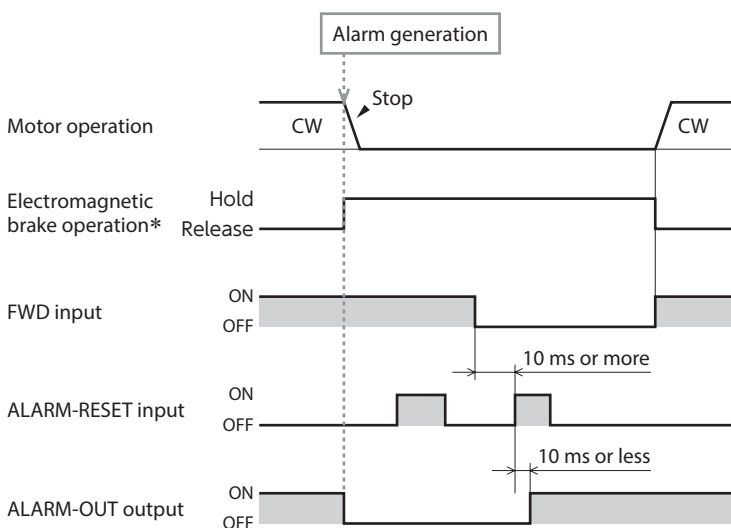 Alarm generation
Stop
Motor operation
CW
CW
Electromagnetic
brake operation*
Hold
Release
FWD input
ON
OFF
10 ms or more
ALARM-RESET input
ON
OFF
10 ms or less
ALARM-OUT output
ON
OFF